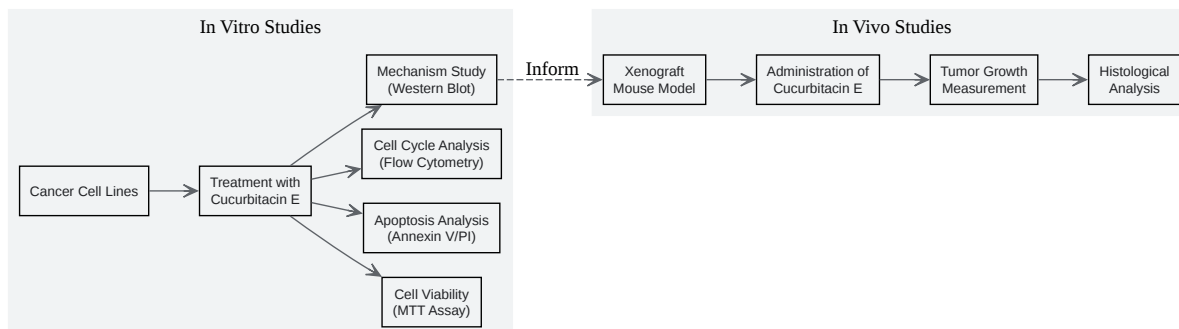 In Vitro Studies
Cancer Cell Lines
Treatment with
Cucurbitacin E
Mechanism Study
(Western Blot)
Cell Cycle Analysis
(Flow Cytometry)
Apoptosis Analysis
(Annexin V/PI)
Cell Viability
(MTT Assay)
Inform
In Vivo Studies
Xenograft
Mouse Model
Administration of
Cucurbitacin E
Tumor Growth
Measurement
Histological
Analysis